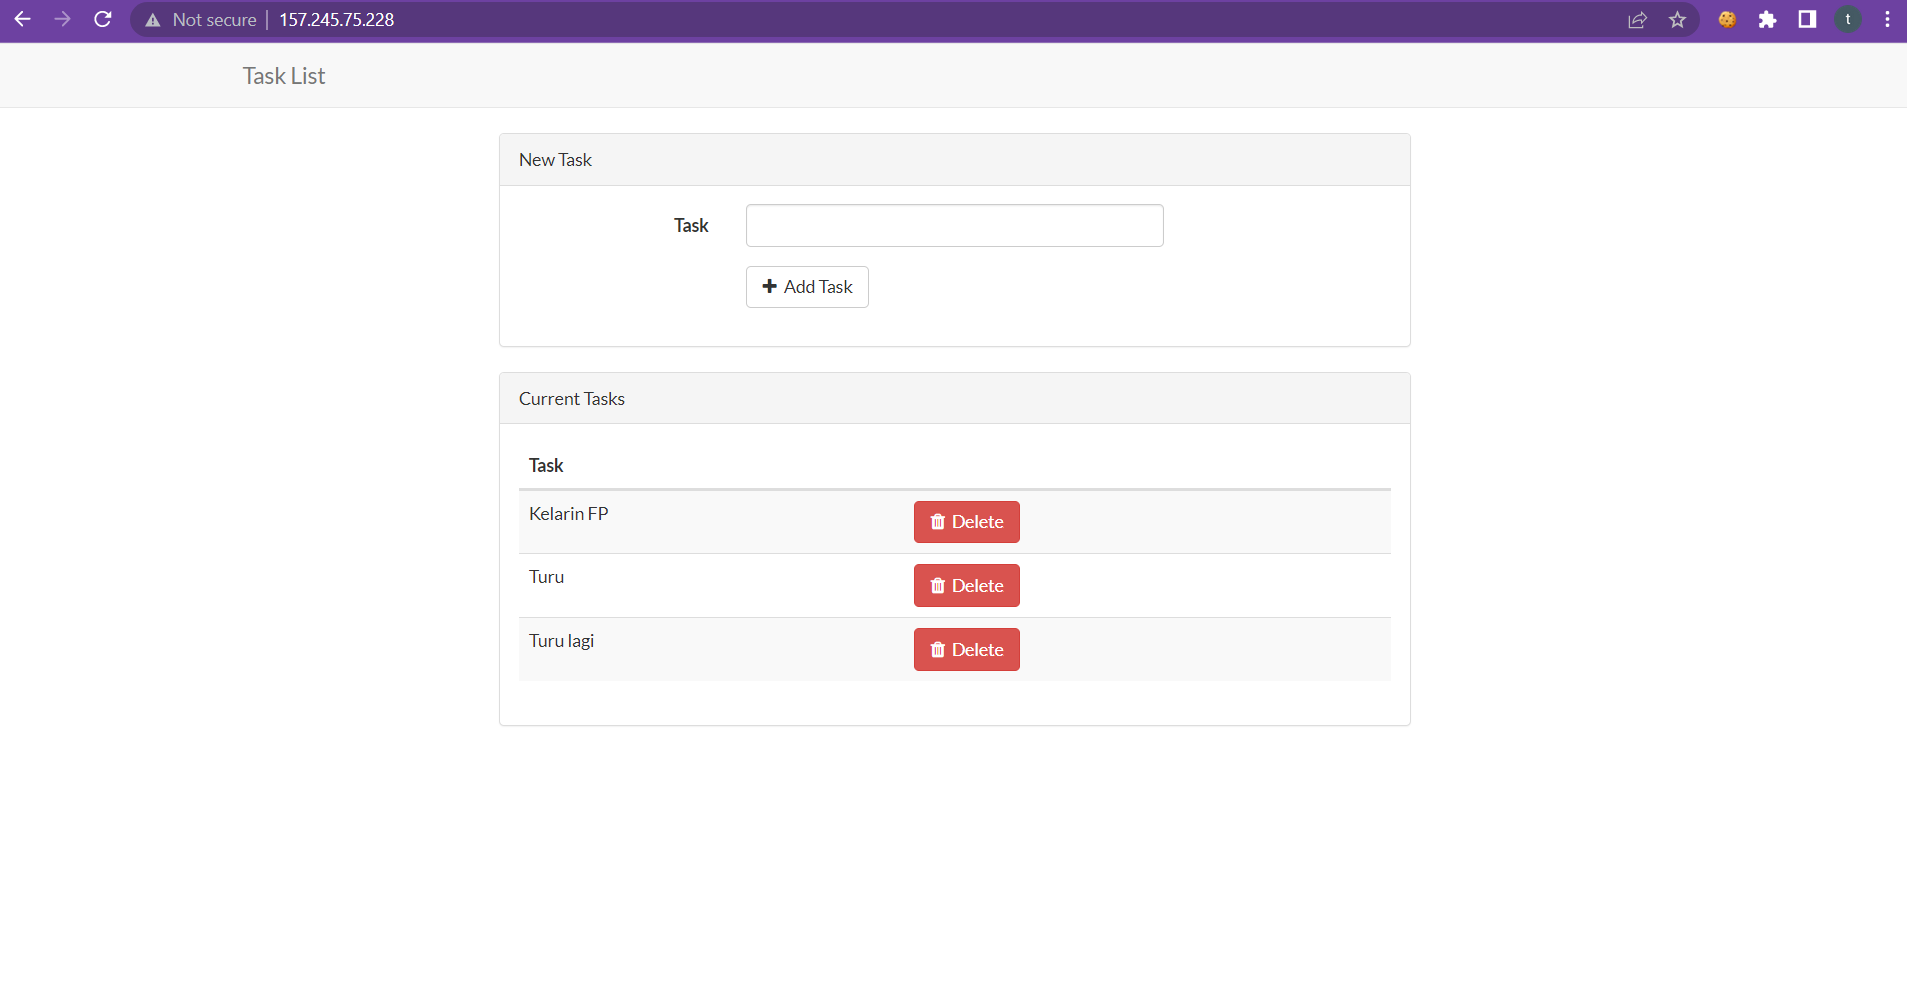 Not secure | 157.245.75.228
t
Task List
New Task
Task
Add Task
Current Tasks
Task
Kelarin FP Delete
Turu Delete
Turu lagi Delete